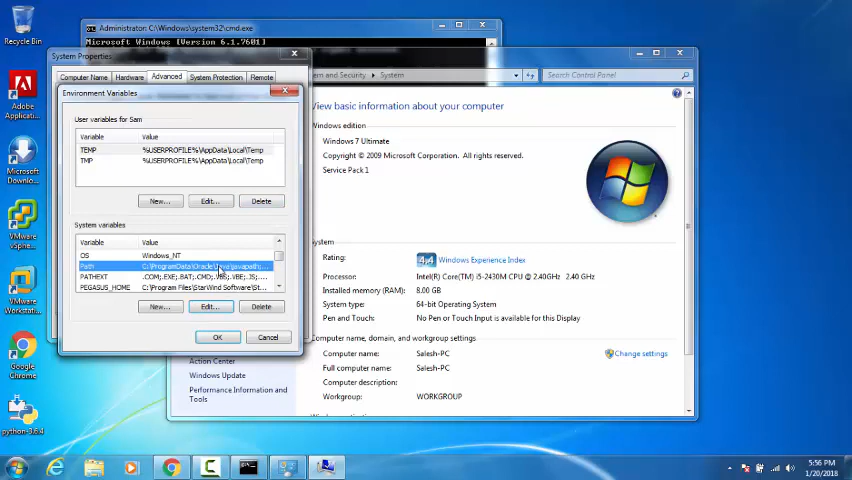 Recycle Bin
Adobe
Applicati...
Microsoft
Downlo...
VMware
vSphere...
VMware
Workstati...
Google
Chrome
python-3.6.4
Administrator: C:\Windows\system32\cmd.exe
Microsoft Windows [Version 6.1.7601]
System Properties
Computer Name
Hardware
Advanced
System Protection
Remote
Environment Variables
User variables for Sam
Variable Value
TEMP %USERPROFILE%\AppData\Local\Temp
TMP %USERPROFILE%\AppData\Local\Temp
New... Edit... Delete
System variables
Variable Value
OS Windows_NT
Path C:\ProgramData\Oracle\Java\javapath;...
PATHEXT .COM;.EXE;.BAT;.CMD;.VBS;.VBE;.JS;...
PEGASUS_HOME C:\Program Files\StarWind Software\St...
New... Edit... Delete
OK Cancel
and Security System
Search Control Panel
View basic information about your computer
Windows edition
Windows 7 Ultimate
Copyright © 2009 Microsoft Corporation. All rights reserved.
Service Pack 1
System
Rating: 4,4 Windows Experience Index
Processor: Intel(R) Core(TM) i5-2430M CPU @ 2.40GHz 2.40 GHz
Installed memory (RAM): 8.00 GB
System type: 64-bit Operating System
Pen and Touch: No Pen or Touch Input is available for this Display
Computer name, domain, and workgroup settings
Computer name: Salesh-PC
Change settings
Full computer name: Salesh-PC
Computer description:
Workgroup: WORKGROUP
Action Center
Windows Update
Performance Information and
Tools
5:56 PM
1/20/2018